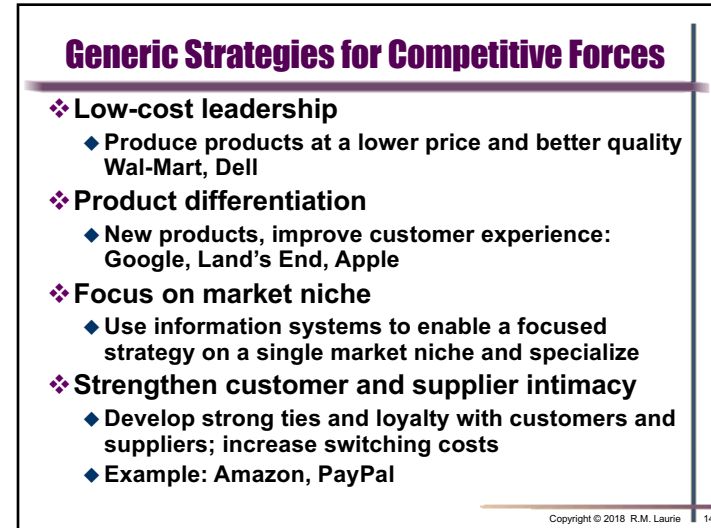 Generic Strategies for Competitive Forces
❖Low-cost leadership
◆Produce products at a lower price and better quality
Wal-Mart, Dell
❖Product differentiation
◆New products, improve customer experience:
Google, Land's End, Apple
❖Focus on market niche
◆Use information systems to enable a focused
strategy on a single market niche and specialize
❖Strengthen customer and supplier intimacy
◆Develop strong ties and loyalty with customers and
suppliers; increase switching costs
◆Example: Amazon, PayPal
Copyright © 2018 R.M. Laurie 14